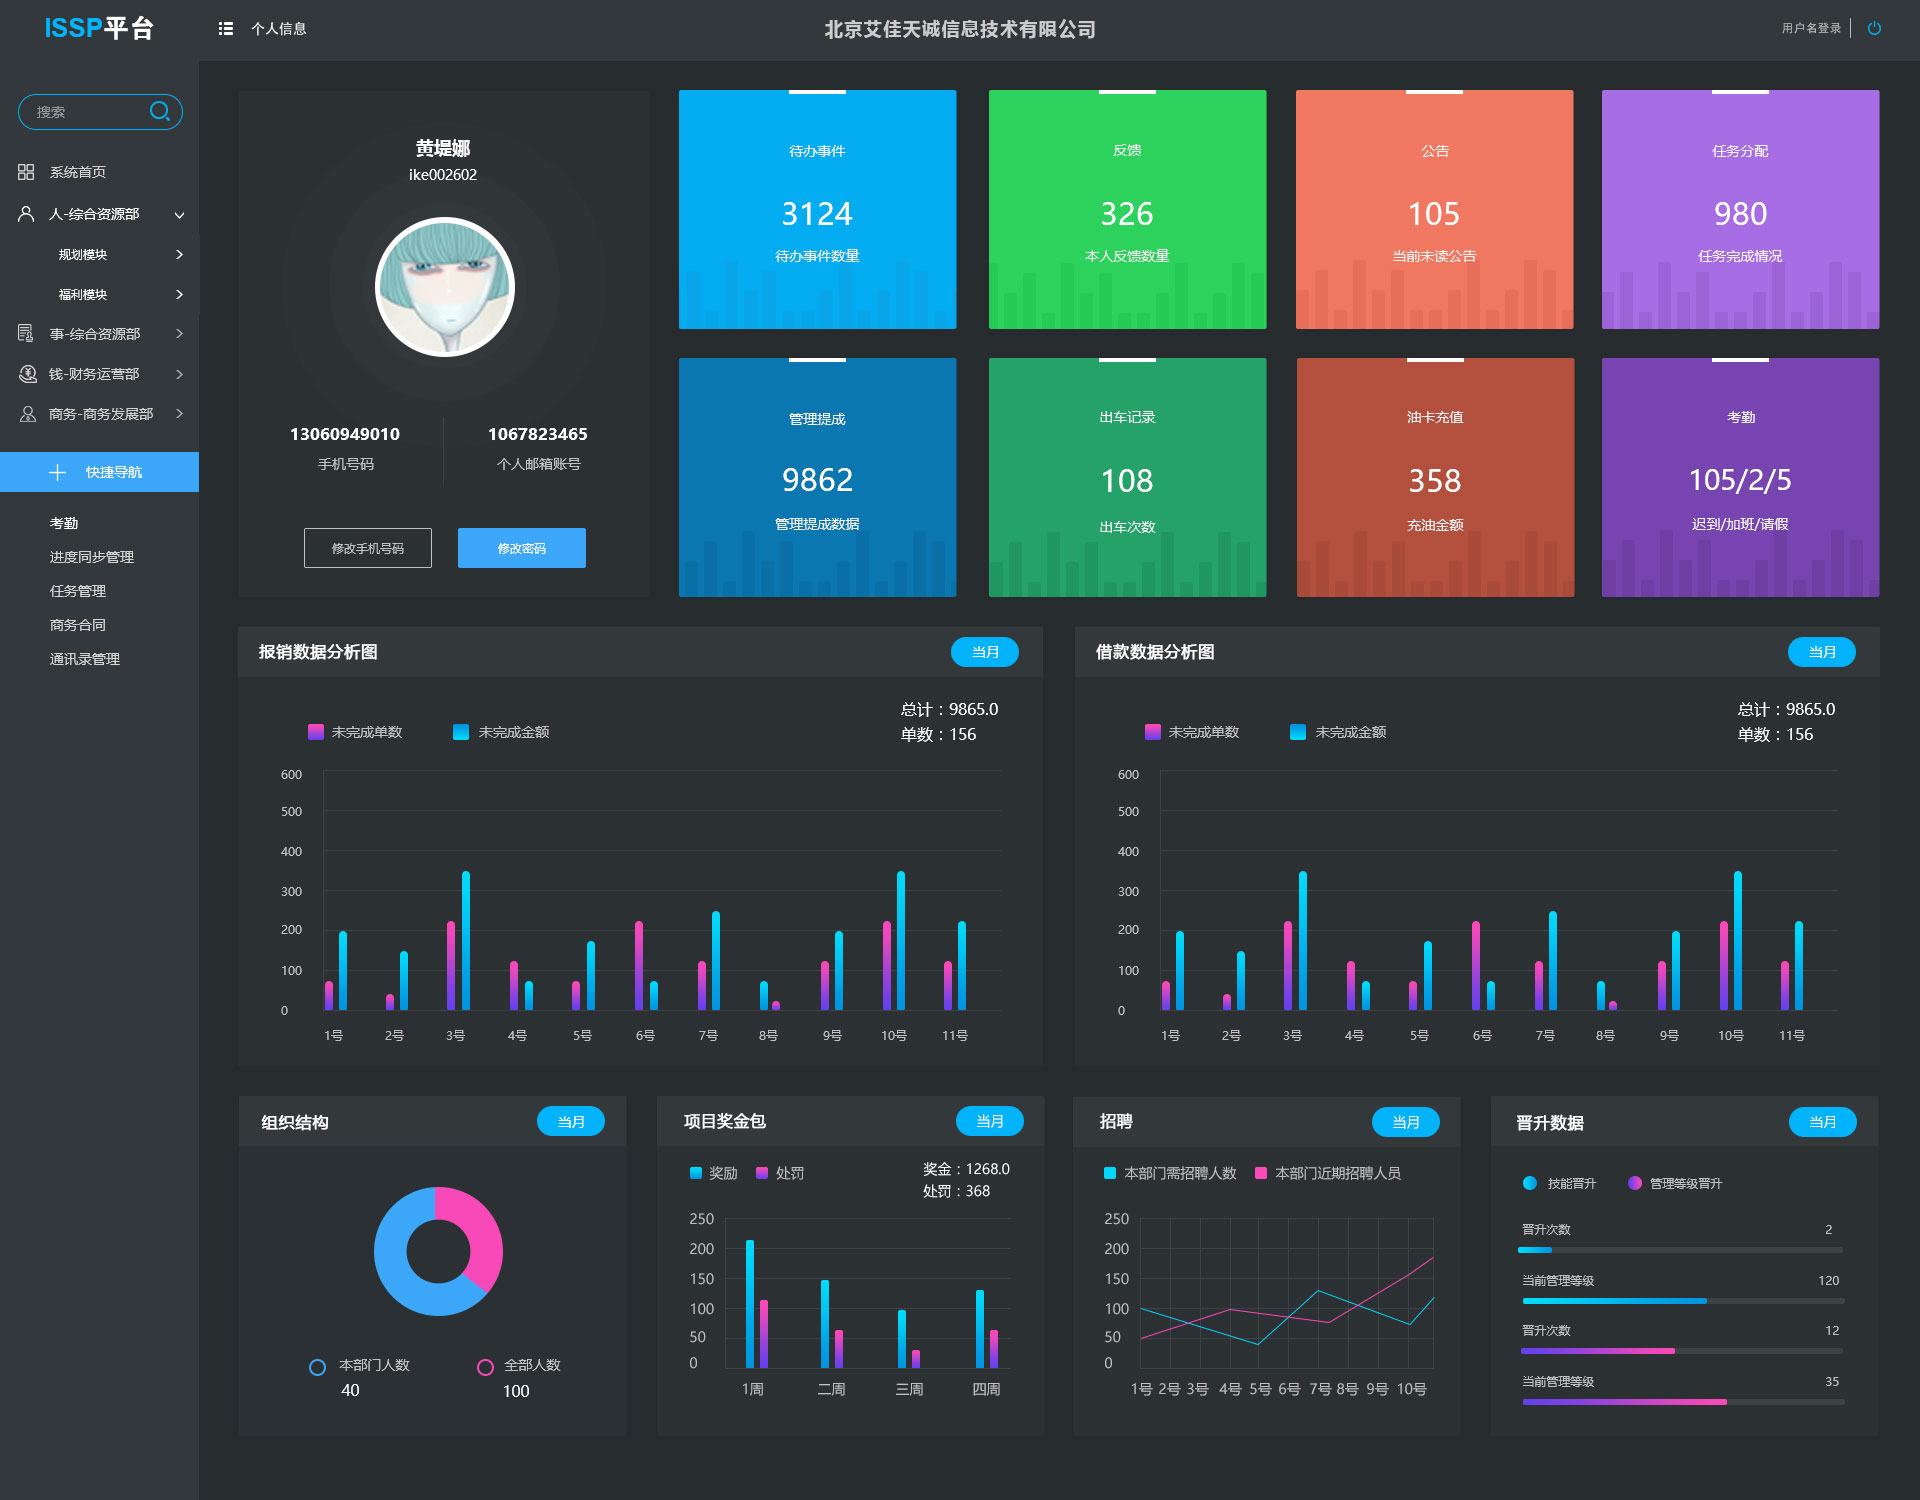 ISSP平台
个人信息
北京艾佳天诚信息技术有限公司
用户名登录
搜索
系统首页
人-综合资源部
规划模块
福利模块
事-综合资源部
钱-财务运营部
商务-商务发展部
快捷导航
考勤
进度同步管理
任务管理
商务合同
通讯录管理
黄堤娜
ike002602
13060949010
手机号码
1067823465
个人邮箱账号
修改手机号码
修改密码
待办事件
3124
待办事件数量
反馈
326
本人反馈数量
公告
105
当前未读公告
任务分配
980
任务完成情况
管理提成
9862
管理提成数据
出车记录
108
出车次数
油卡充值
358
充油金额
考勤
105/2/5
迟到/加班/请假
报销数据分析图
当月
未完成单数
未完成金额
总计：9865.0
单数：156
600
500
400
300
200
100
0
1号 2号 3号 4号 5号 6号 7号 8号 9号 10号 11号
借款数据分析图
当月
未完成单数
未完成金额
总计：9865.0
单数：156
600
500
400
300
200
100
0
1号 2号 3号 4号 5号 6号 7号 8号 9号 10号 11号
组织结构
当月
本部门人数
40
全部人数
100
项目奖金包
当月
奖励
处罚
奖金：1268.0
处罚：368
250
200
150
100
50
0
1周 二周 三周 四周
招聘
当月
本部门需招聘人数
本部门近期招聘人员
250
200
150
100
50
0
1号 2号 3号 4号 5号 6号 7号 8号 9号 10号
晋升数据
当月
技能晋升
管理等级晋升
晋升次数 2
当前管理等级 120
晋升次数 12
当前管理等级 35